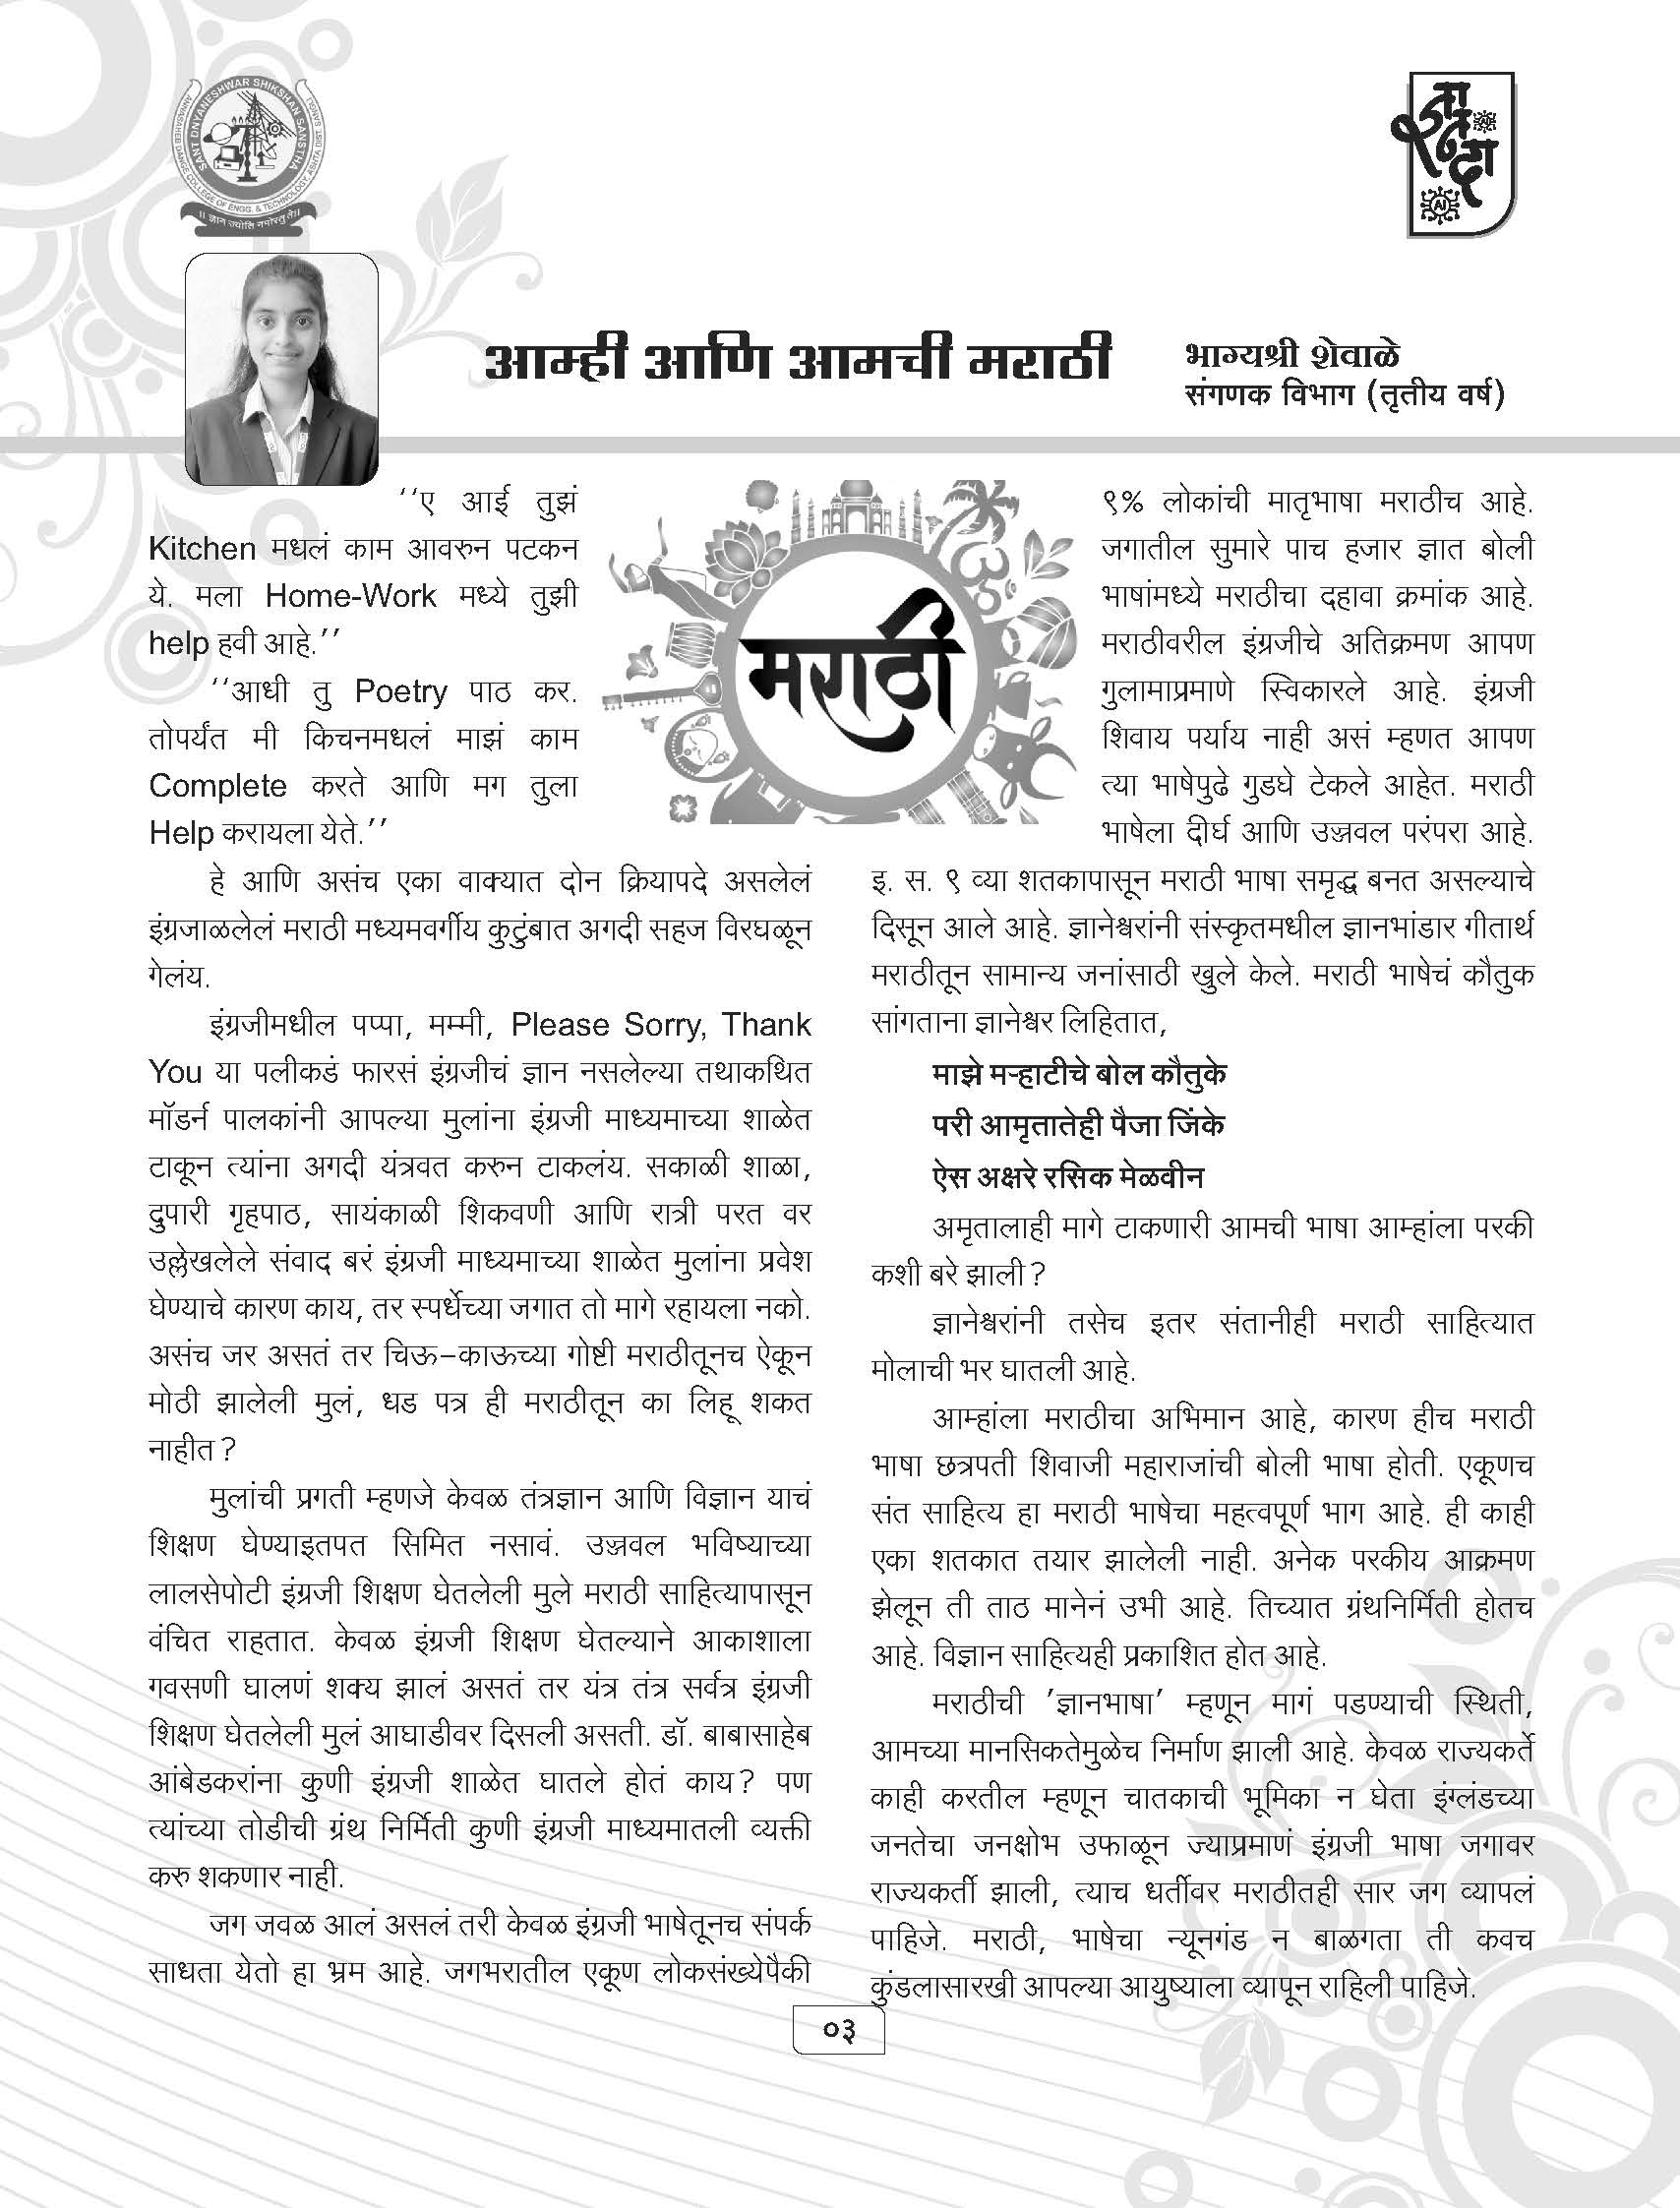 SANT DNYANESHWAR SHIKSHAN SANSTHA
ANNASAHEB DANGE COLLEGE OF ENGG. & TECHNOLOGY, ASHTA DIST. SANGLI
AI
आम्ही आणि आमची मराठी
भाग्यश्री शेवाळे
संगणक विभाग (तृतीय वर्ष)
‘‘ए आई तुझं
Kitchen मधलं काम आवरुन पटकन
ये. मला Home-Work मध्ये तुझी
help हवी आहे.’’
‘‘आधी तु Poetry पाठ कर.
तोपर्यंत मी किचनमधलं माझं काम
Complete करते आणि मग तुला
Help करायला येते.’’
हे आणि असंच एका वाक्यात दोन क्रियापदे असलेलं
इंग्रजाळलेलं मराठी मध्यमवर्गीय कुटुंबात अगदी सहज विरघळून
गेलंय.
इंग्रजीमधील पप्पा, मम्मी, Please Sorry, Thank
You या पलीकडं फारसं इंग्रजीचं ज्ञान नसलेल्या तथाकथित
मॉडर्न पालकांनी आपल्या मुलांना इंग्रजी माध्यमाच्या शाळेत
टाकून त्यांना अगदी यंत्रवत करुन टाकलंय. सकाळी शाळा,
दुपारी गृहपाठ, सायंकाळी शिकवणी आणि रात्री परत वर
उल्लेखलेले संवाद बरं इंग्रजी माध्यमाच्या शाळेत मुलांना प्रवेश
घेण्याचे कारण काय, तर स्पर्धेच्या जगात तो मागे रहायला नको.
असंच जर असतं तर चिऊ-काऊच्या गोष्टी मराठीतूनच ऐकून
मोठी झालेली मुलं, धड पत्र ही मराठीतून का लिहू शकत
नाहीत?
मुलांची प्रगती म्हणजे केवळ तंत्रज्ञान आणि विज्ञान याचं
शिक्षण घेण्याइतपत सिमित नसावं. उज्ज्वल भविष्याच्या
लालसेपोटी इंग्रजी शिक्षण घेतलेली मुले मराठी साहित्यापासून
वंचित राहतात. केवळ इंग्रजी शिक्षण घेतल्याने आकाशाला
गवसणी घालणं शक्य झालं असतं तर यंत्र तंत्र सर्वत्र इंग्रजी
शिक्षण घेतलेली मुलं आघाडीवर दिसली असती. डॉ. बाबासाहेब
आंबेडकरांना कुणी इंग्रजी शाळेत घातले होतं काय? पण
त्यांच्या तोडीची ग्रंथ निर्मिती कुणी इंग्रजी माध्यमातली व्यक्ती
करु शकणार नाही.
जग जवळ आलं असलं तरी केवळ इंग्रजी भाषेतूनच संपर्क
साधता येतो हा भ्रम आहे. जगभरातील एकूण लोकसंख्येपैकी
मराठी
९% लोकांची मातृभाषा मराठीच आहे.
जगातील सुमारे पाच हजार ज्ञात बोली
भाषांमध्ये मराठीचा दहावा क्रमांक आहे.
मराठीवरील इंग्रजीचे अतिक्रमण आपण
गुलामाप्रमाणे स्विकारले आहे. इंग्रजी
शिवाय पर्याय नाही असं म्हणत आपण
त्या भाषेपुढे गुडघे टेकले आहेत. मराठी
भाषेला दीर्घ आणि उज्ज्वल परंपरा आहे.
इ. स. ९ व्या शतकापासून मराठी भाषा समृद्ध बनत असल्याचे
दिसून आले आहे. ज्ञानेश्वरांनी संस्कृतमधील ज्ञानभांडार गीतार्थ
मराठीतून सामान्य जनांसाठी खुले केले. मराठी भाषेचं कौतुक
सांगताना ज्ञानेश्वर लिहितात,
माझे मऱ्हाटीचे बोल कौतुके
परी आमृतातेही पैजा जिंके
ऐस अक्षरे रसिक मेळवीन
अमृतालाही मागे टाकणारी आमची भाषा आम्हांला परकी
कशी बरे झाली?
ज्ञानेश्वरांनी तसेच इतर संतानीही मराठी साहित्यात
मोलाची भर घातली आहे.
आम्हांला मराठीचा अभिमान आहे, कारण हीच मराठी
भाषा छत्रपती शिवाजी महाराजांची बोली भाषा होती. एकूणच
संत साहित्य हा मराठी भाषेचा महत्वपूर्ण भाग आहे. ही काही
एका शतकात तयार झालेली नाही. अनेक परकीय आक्रमण
झेलून ती ताठ मानेनं उभी आहे. तिच्यात ग्रंथनिर्मिती होतच
आहे. विज्ञान साहित्यही प्रकाशित होत आहे.
मराठीची ’ज्ञानभाषा’ म्हणून मागं पडण्याची स्थिती,
आमच्या मानसिकतेमुळेच निर्माण झाली आहे. केवळ राज्यकर्ते
काही करतील म्हणून चातकाची भूमिका न घेता इंग्लंडच्या
जनतेचा जनक्षोभ उफाळून ज्याप्रमाणं इंग्रजी भाषा जगावर
राज्यकर्ती झाली, त्याच धर्तीवर मराठीतही सार जग व्यापलं
पाहिजे. मराठी, भाषेचा न्यूनगंड न बाळगता ती कवच
कुंडलासारखी आपल्या आयुष्याला व्यापून राहिली पाहिजे.
०३